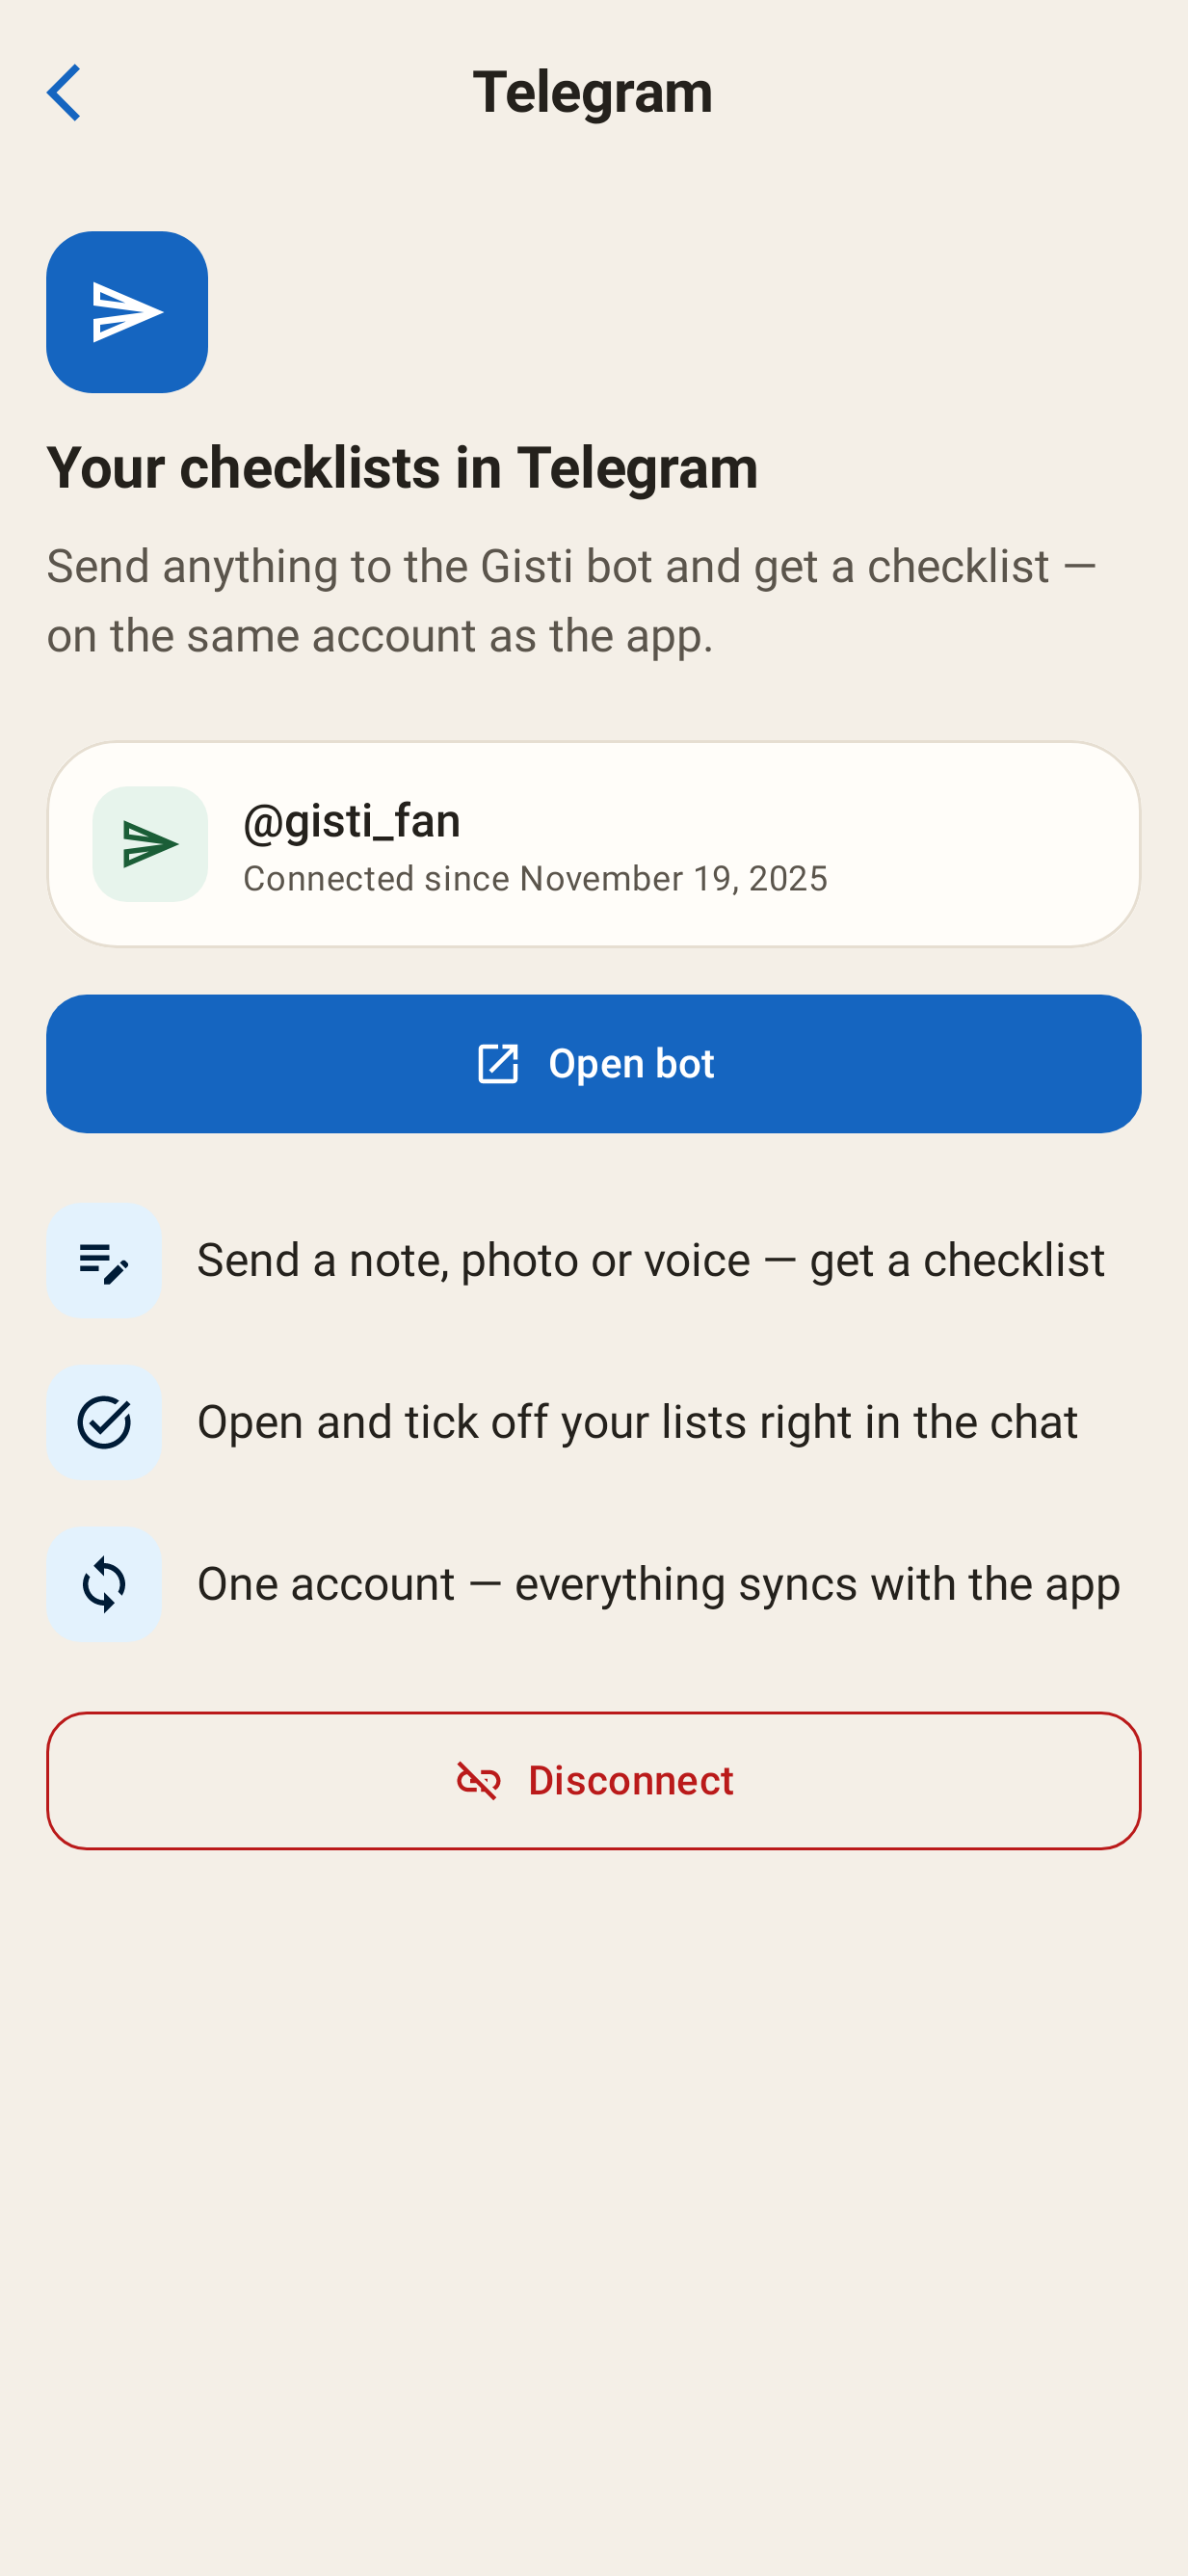 Telegram
Your checklists in Telegram
Send anything to the Gisti bot and get a checklist —
on the same account as the app.
@gisti_fan
Connected since November 19, 2025
Open bot
Send a note, photo or voice — get a checklist
Open and tick off your lists right in the chat
One account — everything syncs with the app
Disconnect